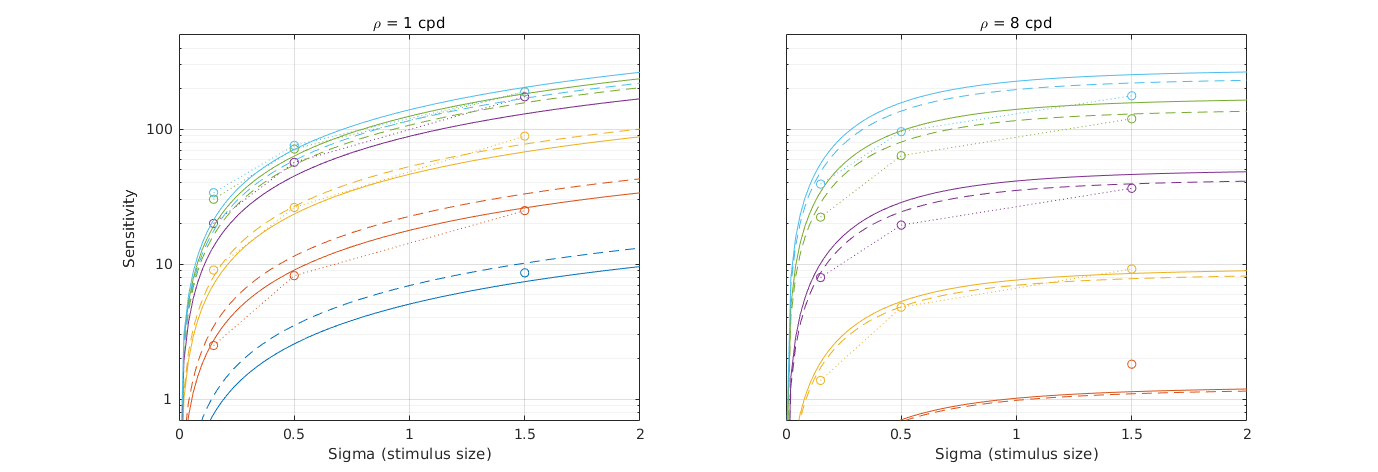 ρ = 1 cpd
100
10
1
Sensitivity
0
0.5
1
1.5
2
Sigma (stimulus size)
ρ = 8 cpd
0
0.5
1
1.5
2
Sigma (stimulus size)